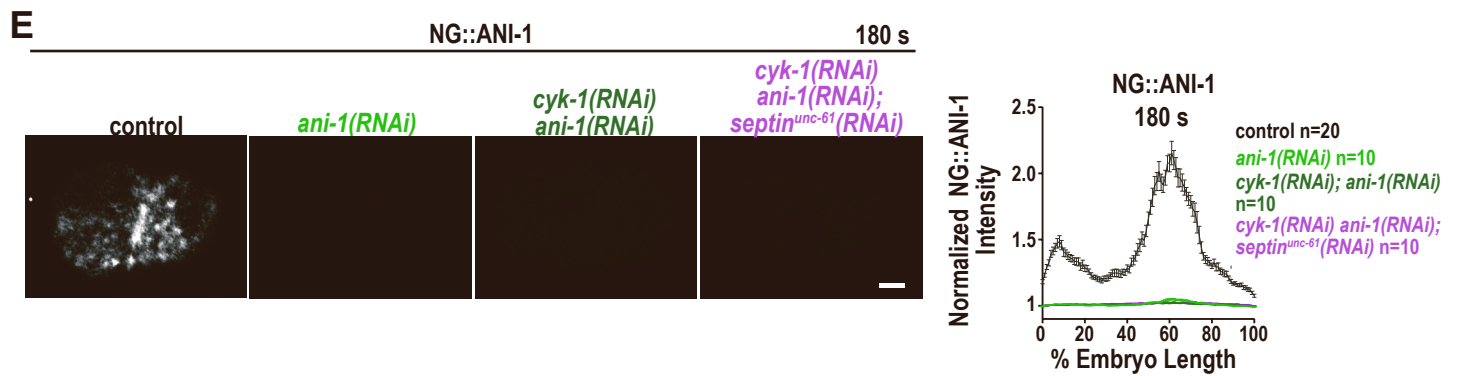 E
NG::ANI-1
180 s
control
ani-1(RNAi)
cyk-1(RNAi)
ani-1(RNAi)
cyk-1(RNAi)
ani-1(RNAi);
septinunc-61(RNAi)
NG::ANI-1
180 s
Normalized NG::ANI-1
Intensity
2.5
2.0
1.5
1
0 20 40 60 80 100
% Embryo Length
control n=20
ani-1(RNAi) n=10
cyk-1(RNAi); ani-1(RNAi)
n=10
cyk-1(RNAi) ani-1(RNAi);
septinunc-61(RNAi) n=10